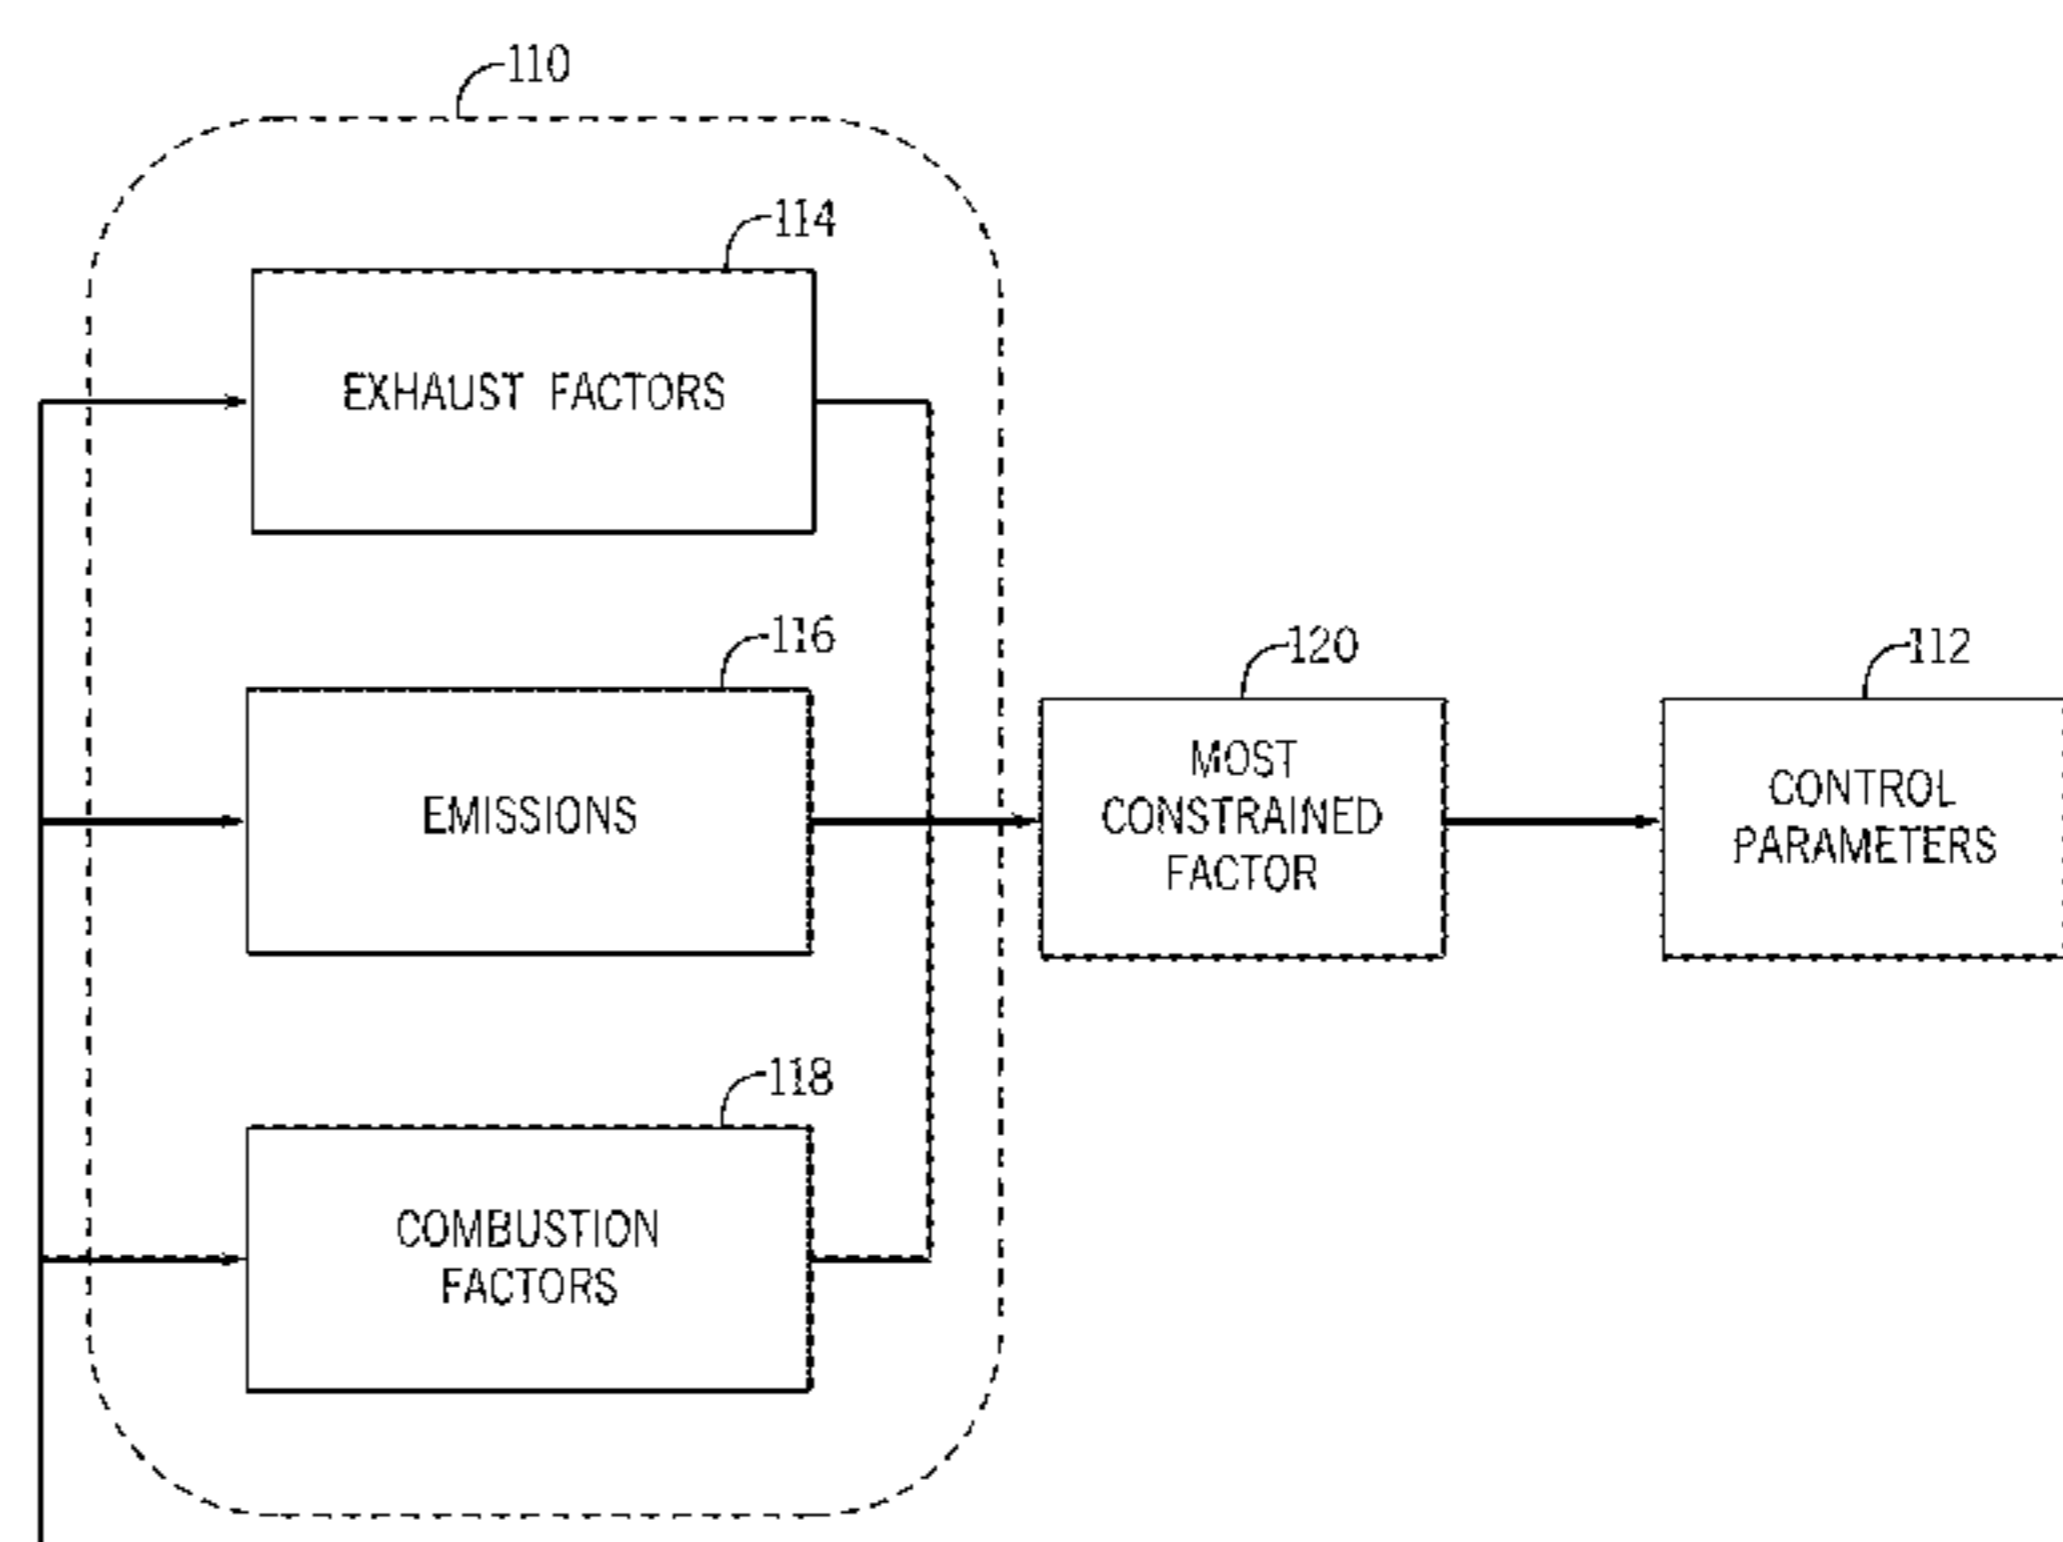 110
114
EXHAUST FACTORS
116
EMISSIONS
120
MOST
CONSTRAINED
FACTOR
112
CONTROL
PARAMETERS
118
COMBUSTION
FACTORS